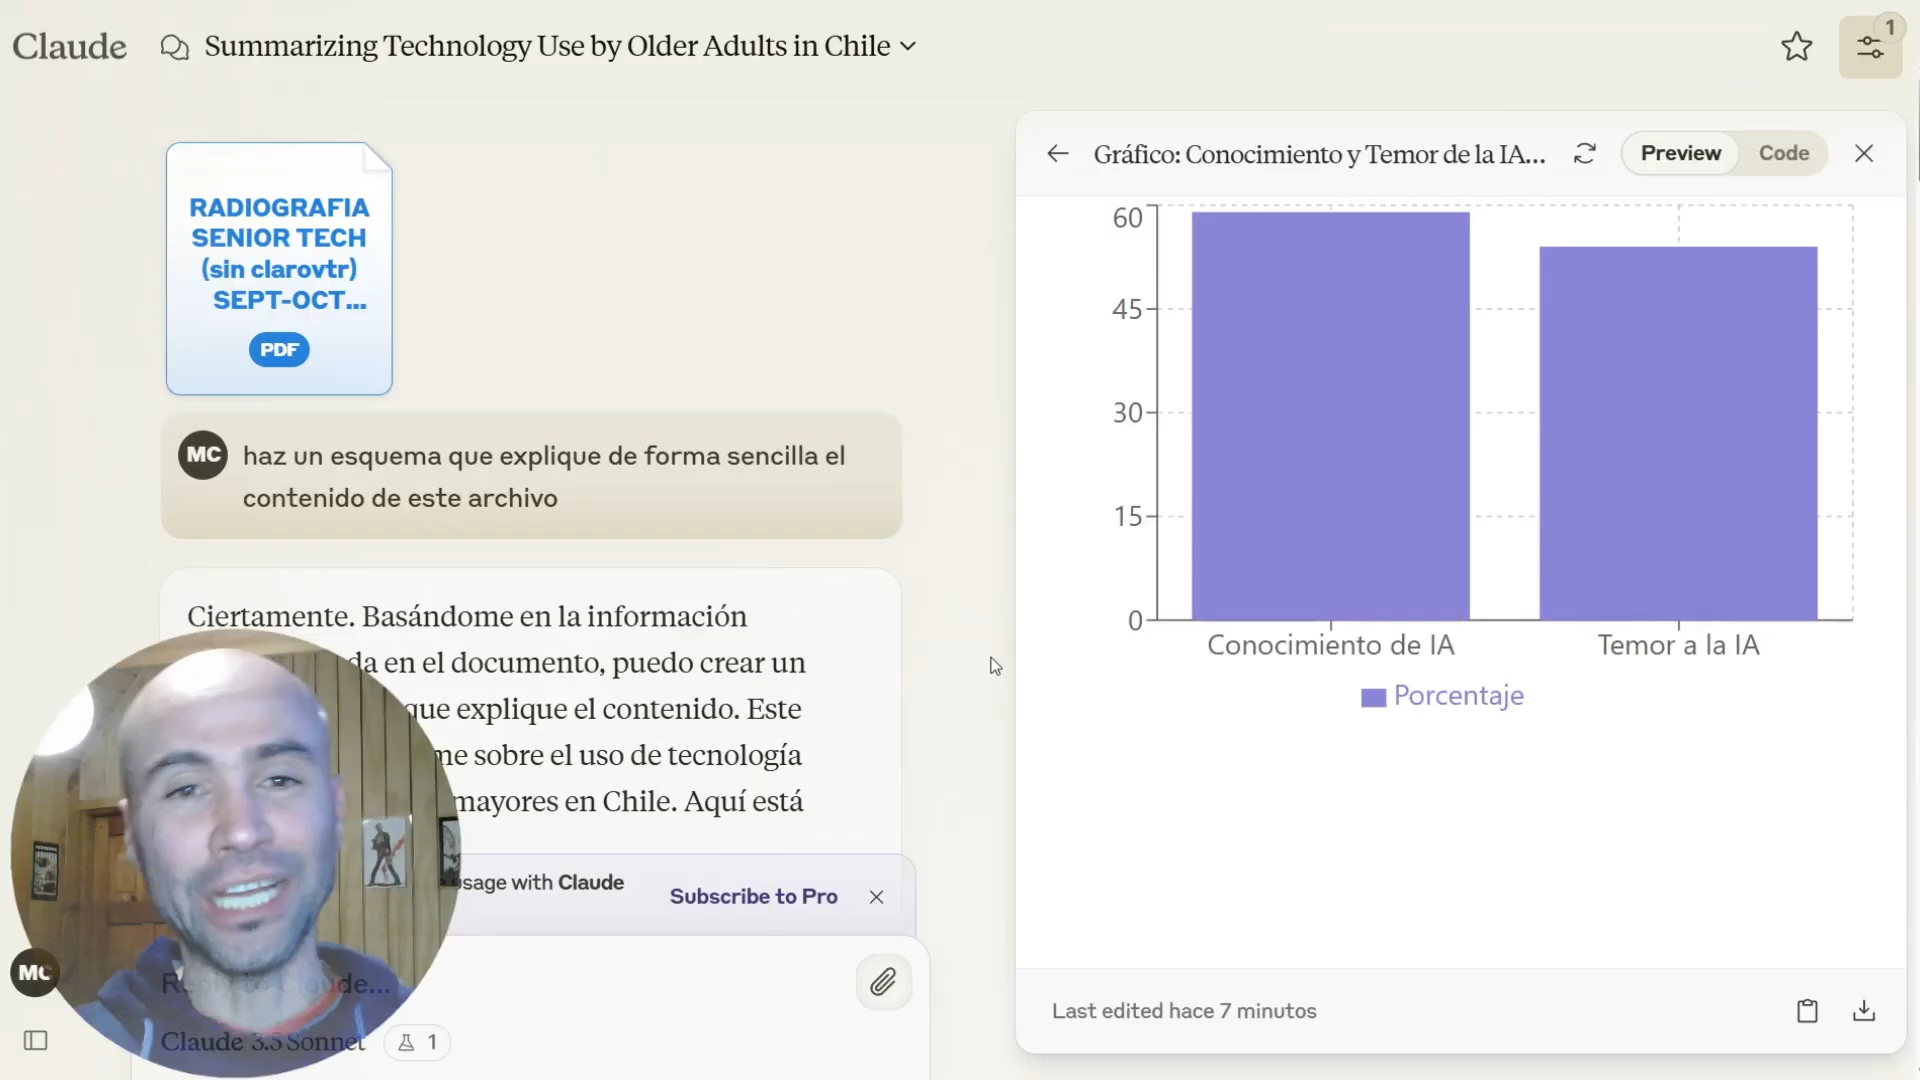 Claude
Summarizing Technology Use by Older Adults in Chile
1
RADIOGRAFIA
SENIOR TECH
(sin clarovtr)
SEPT-OCT...
PDF
MC
haz un esquema que explique de forma sencilla el
contenido de este archivo
Ciertamente. Basándome en la información
en el documento, puedo crear un
que explique el contenido. Este
sobre el uso de tecnología
mayores en Chile. Aquí está
usage with Claude
Subscribe to Pro
MC
Reply to Claude...
Claude 3.5 Sonnet
1
Gráfico: Conocimiento y Temor de la IA...
Preview
Code
60
45
30
15
0
Conocimiento de IA
Temor a la IA
Porcentaje
Last edited hace 7 minutos